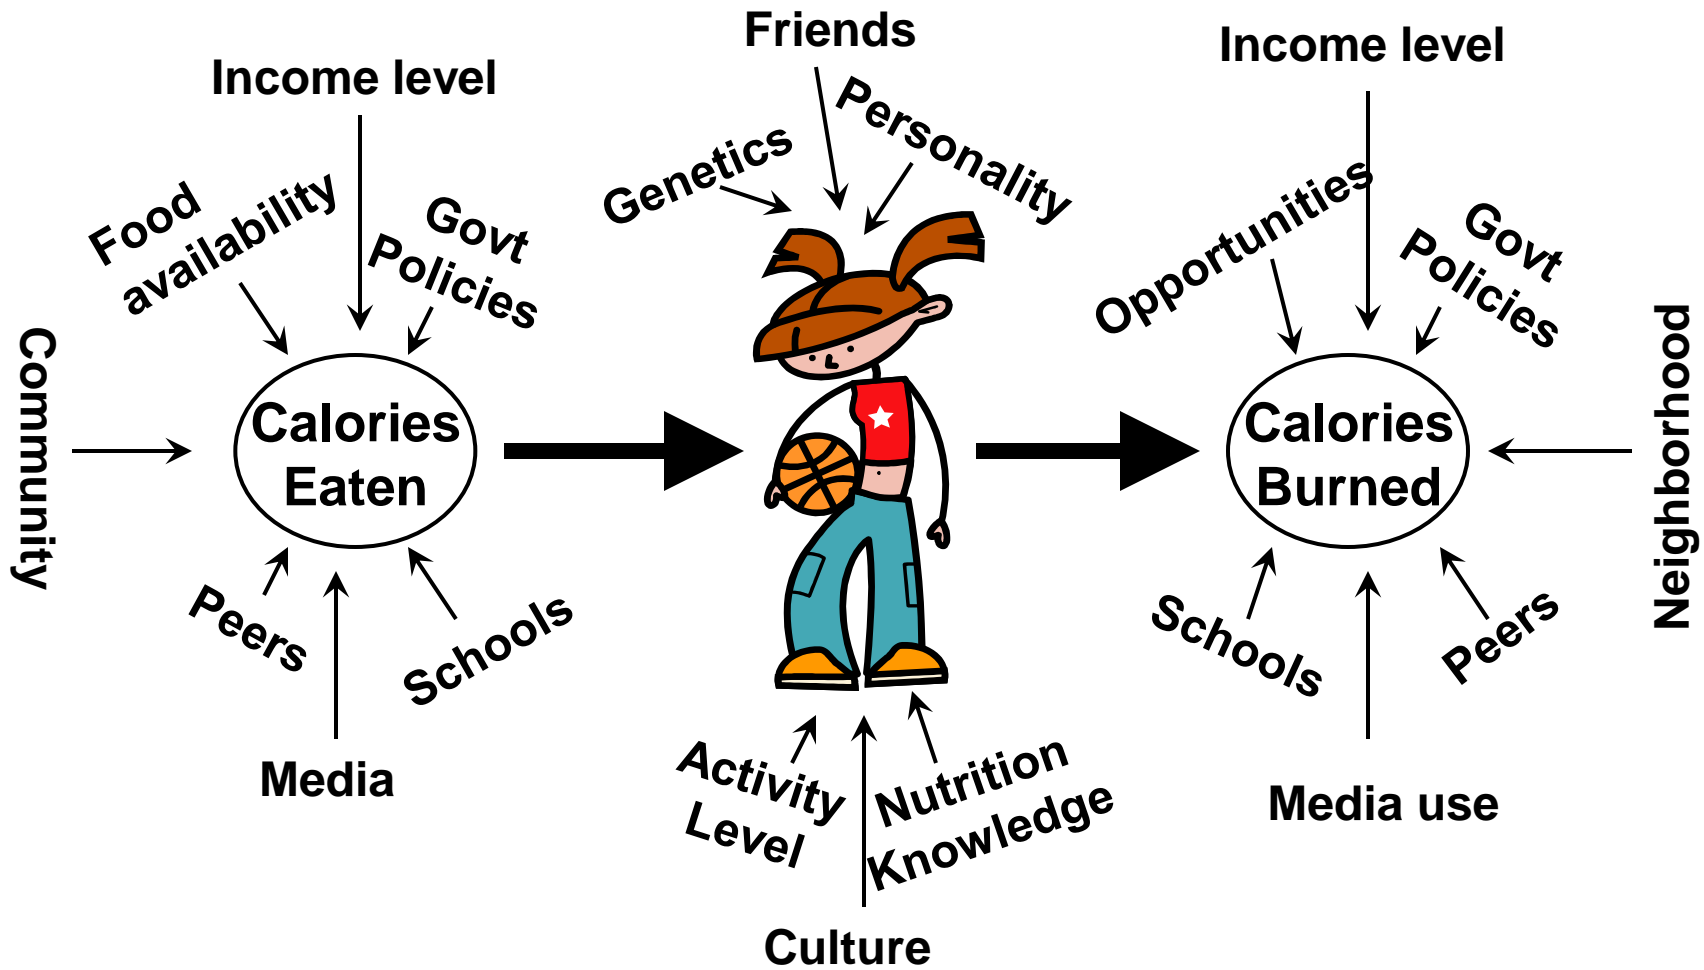 Friends
Income level
Income level
Personality
Genetics
Food
availability
Govt
Policies
Opportunities
Govt
Policies
Community
Calories
Eaten
Calories
Burned
Neighborhood
Peers
Schools
Schools
Peers
Media
Activity
Level
Nutrition
Knowledge
Media use
Culture